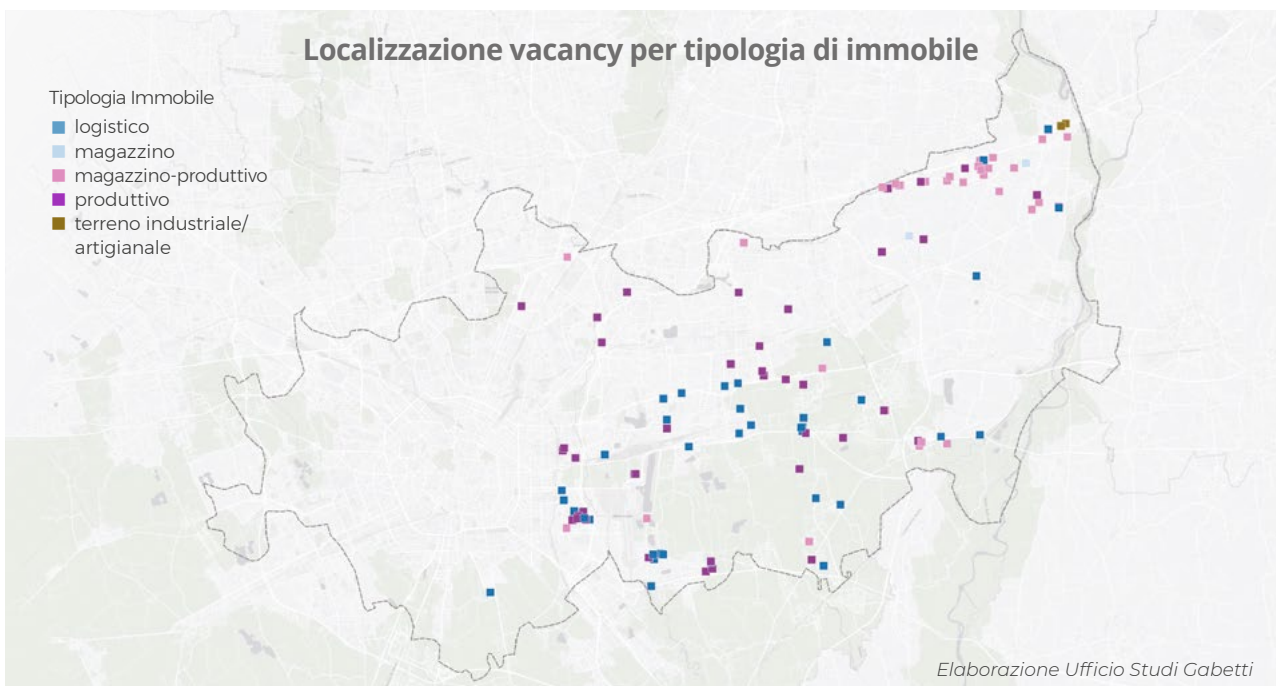 Localizzazione vacancy per tipologia di immobile
Tipologia Immobile
logistico
magazzino
magazzino-produttivo
produttivo
terreno industriale/
artigianale
Elaborazione Ufficio Studi Gabetti